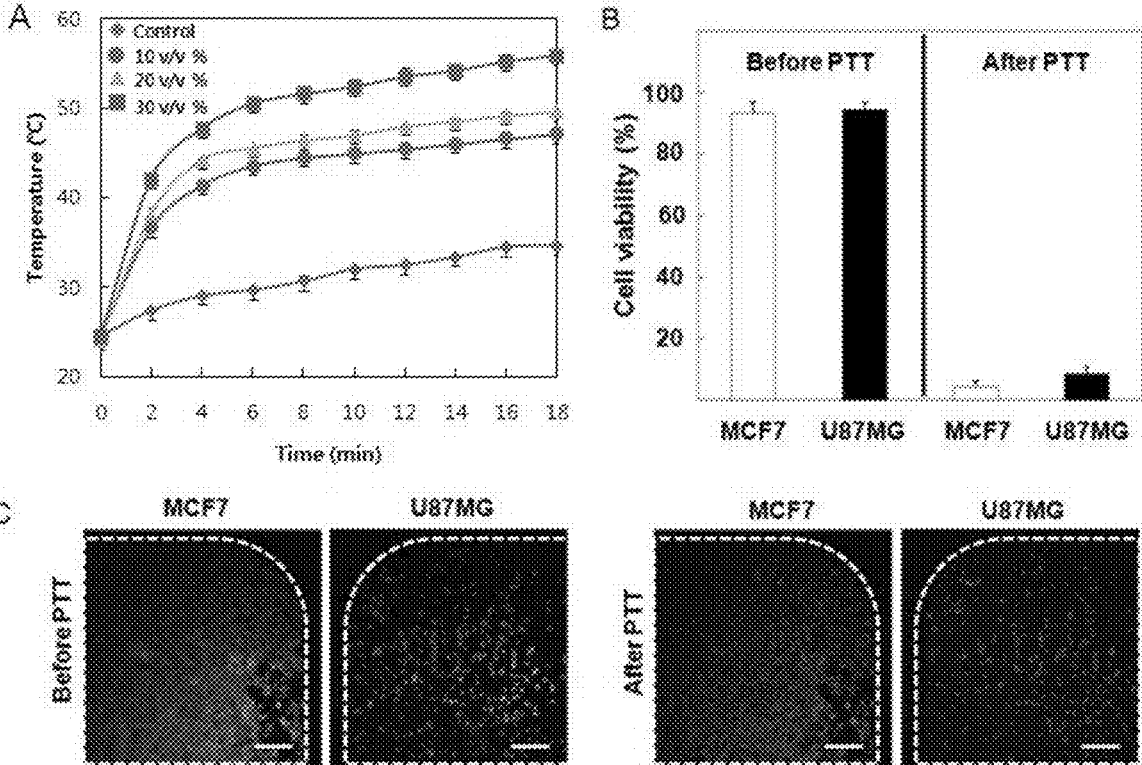 A
60
50
40
30
20
Temperature (℃)
Control
10 v/v %
20 v/v %
30 v/v %
0 2 4 6 8 10 12 14 16 18
Time (min)
B
Before PTT After PTT
100
80
60
40
20
Cell viability (%)
MCF7 U87MG MCF7 U87MG
C
MCF7 U87MG MCF7 U87MG
Before PTT
After PTT